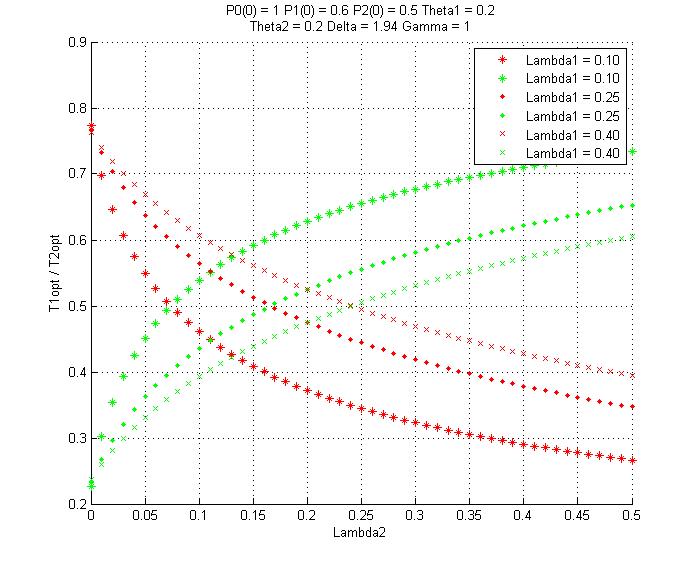 P0(0) = 1 P1(0) = 0.6 P2(0) = 0.5 Theta1 = 0.2
Theta2 = 0.2 Delta = 1.94 Gamma = 1
0.9
0.8
0.7
0.6
0.5
0.4
0.3
0.2
T1opt / T2opt
Lambda1 = 0.10
Lambda1 = 0.10
Lambda1 = 0.25
Lambda1 = 0.25
Lambda1 = 0.40
Lambda1 = 0.40
0 0.05 0.1 0.15 0.2 0.25 0.3 0.35 0.4 0.45 0.5
Lambda2